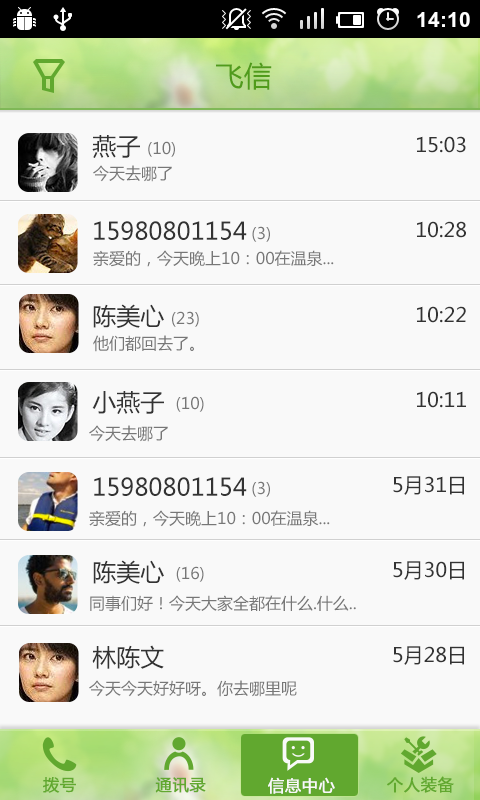 14:10
飞信
燕子 (10) 15:03
今天去哪了
15980801154 (3) 10:28
亲爱的，今天晚上10：00在温泉...
陈美心 (23) 10:22
他们都回去了。
小燕子 (10) 10:11
今天去哪了
15980801154 (3) 5月31日
亲爱的，今天晚上10：00在温泉...
陈美心 (16) 5月30日
同事们好！今天大家全都在什么.什么..
林陈文 5月28日
今天今天好好呀。你去哪里呢
拨号 通讯录 信息中心 个人装备